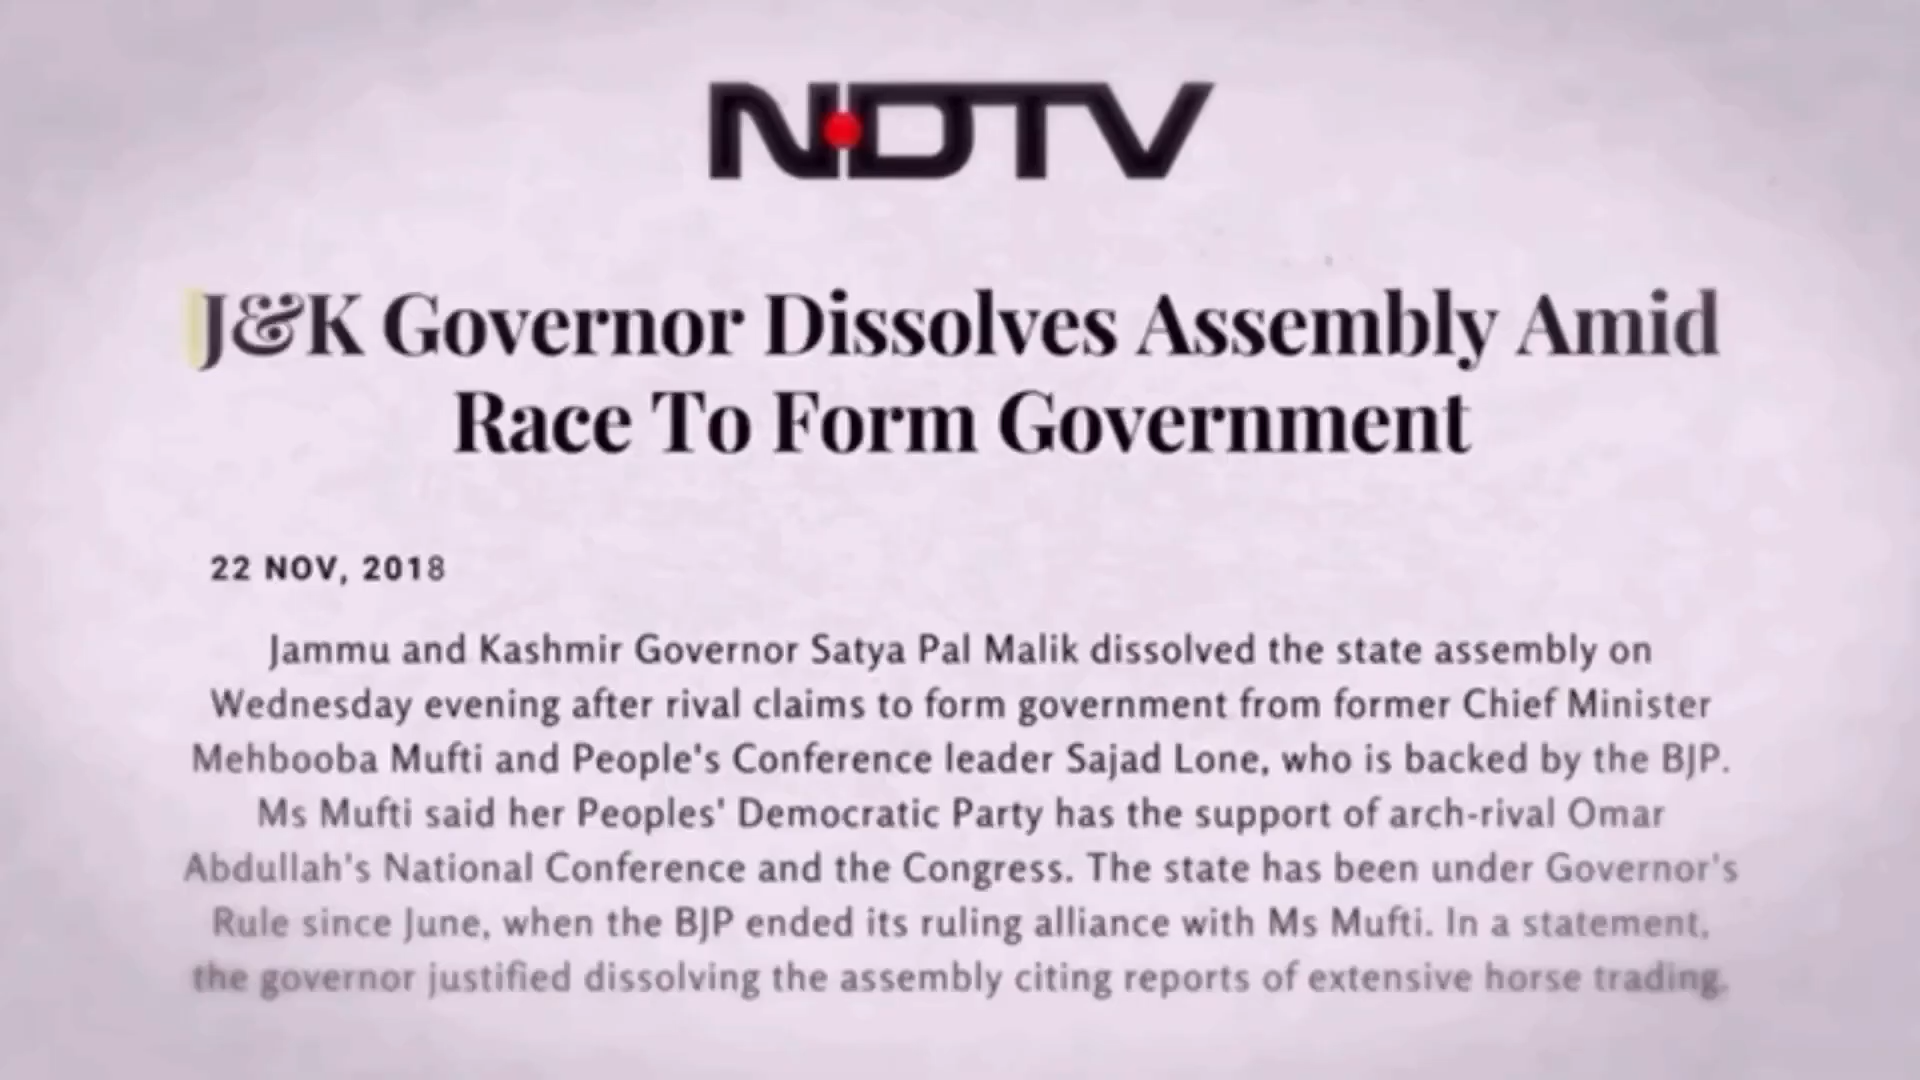 NDTV
J&K Governor Dissolves Assembly Amid
Race To Form Government
22 NOV, 2018
Jammu and Kashmir Governor Satya Pal Malik dissolved the state assembly on
Wednesday evening after rival claims to form government from former Chief Minister
Mehbooba Mufti and People's Conference leader Sajad Lone, who is backed by the BJP.
Ms Mufti said her Peoples' Democratic Party has the support of arch-rival Omar
Abdullah's National Conference and the Congress. The state has been under Governor's
Rule since June, when the BJP ended its ruling alliance with Ms Mufti. In a statement,
the governor justified dissolving the assembly citing reports of extensive horse trading.